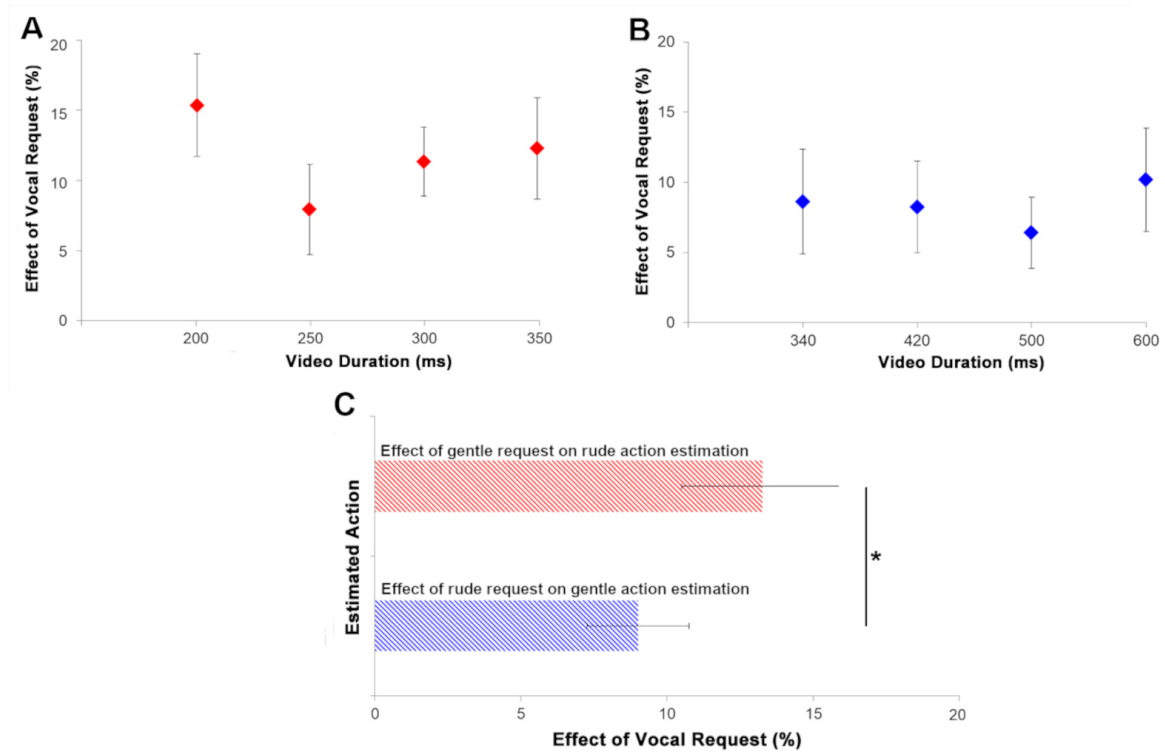 A
Effect of Vocal Request (%)
20
15
10
5
0
200
250
300
350
Video Duration (ms)
B
Effect of Vocal Request (%)
20
15
10
5
0
340
420
500
600
Video Duration (ms)
C
Estimated Action
Effect of gentle request on rude action estimation
*
Effect of rude request on gentle action estimation
0
5
10
15
20
Effect of Vocal Request (%)